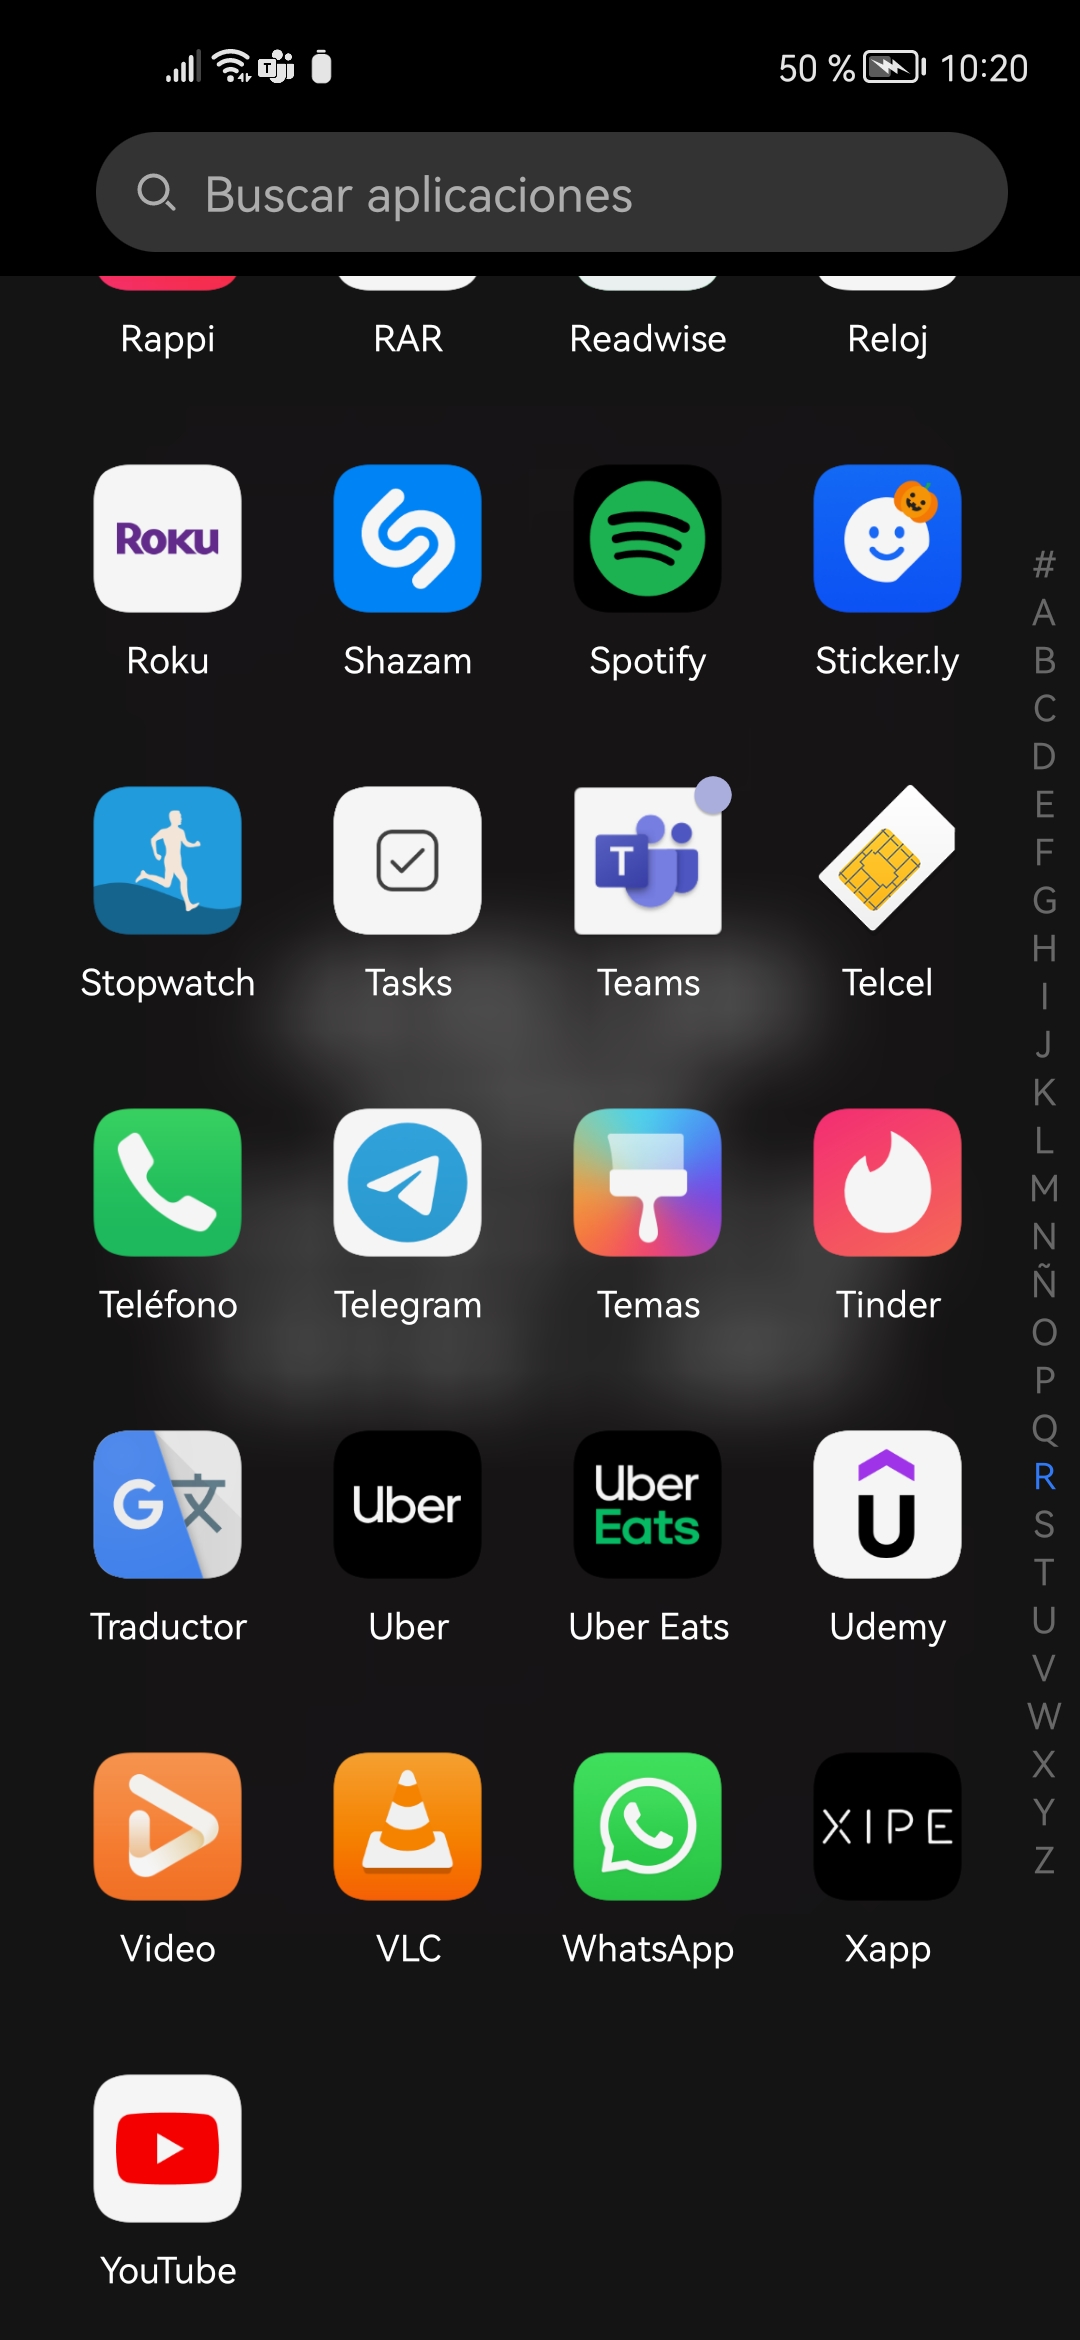 50 % 10:20
Buscar aplicaciones
Rappi RAR Readwise Reloj
Roku
Roku Shazam Spotify Sticker.ly
T
Stopwatch Tasks Teams Telcel
Teléfono Telegram Temas Tinder
G 文 Uber Uber Eats U
Traductor Uber Uber Eats Udemy
XIPE
Video VLC WhatsApp Xapp
YouTube
#
A
B
C
D
E
F
G
H
I
J
K
L
M
N
Ñ
O
P
Q
R
S
T
U
V
W
X
Y
Z